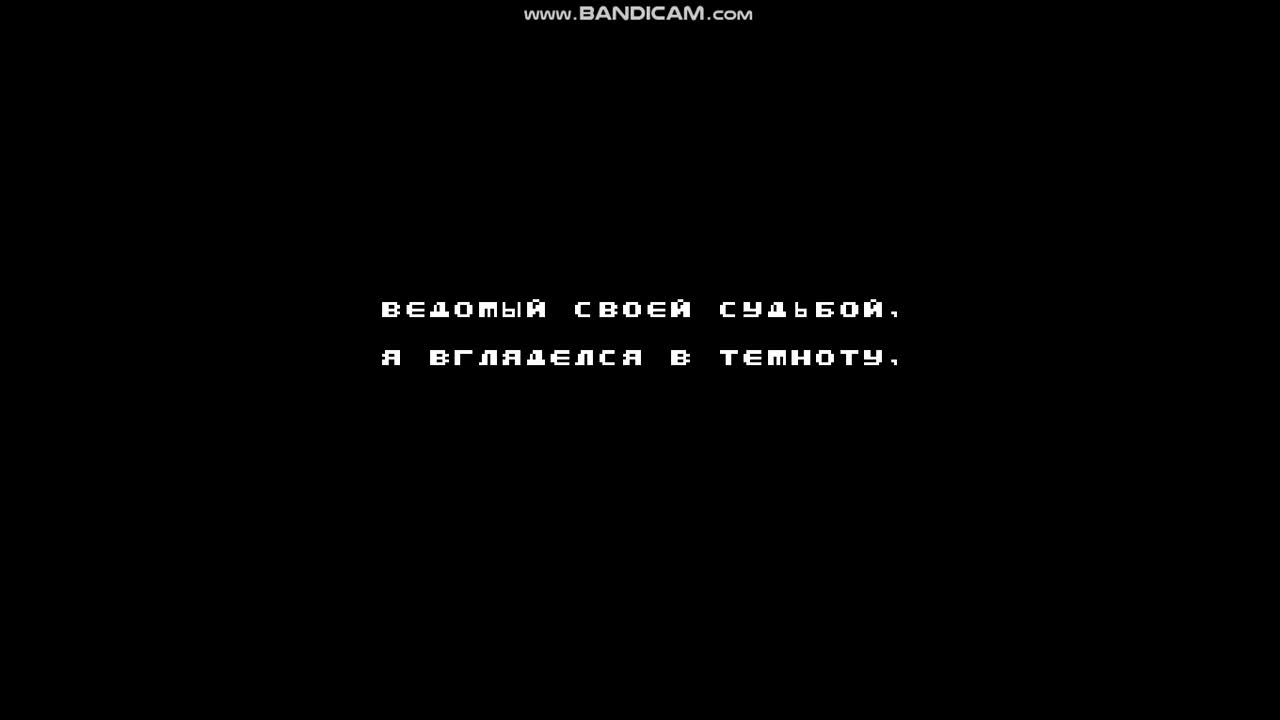 www.BANDICAM.com
ВЕДОМЫЙ СВОЕЙ СУДЬБОЙ,
Я ВГЛЯДЕЛСЯ В ТЕМНОТУ,